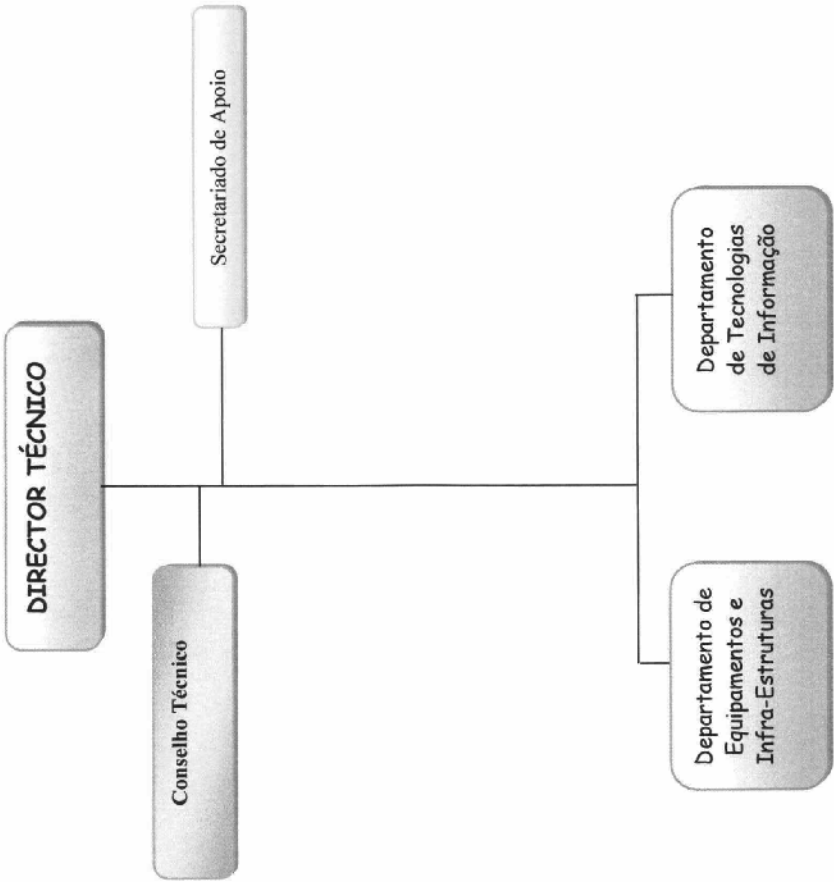 DIRECTOR TÉCNICO
Conselho Técnico
Secretariado de Apoio
Departamento de
Equipamentos e
Infra-Estruturas
Departamento
de Tecnologias
de Informação